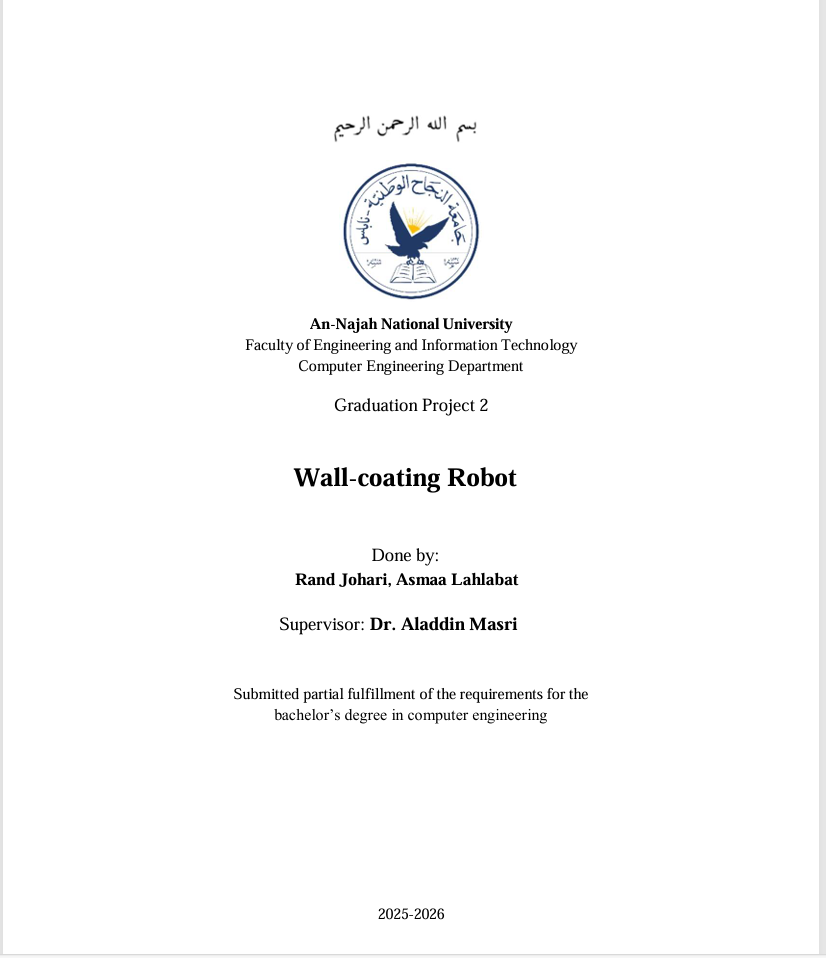 بسم الله الرحمن الرحيم
جامعة النجاح الوطنية - نابلس
An-Najah National University
Faculty of Engineering and Information Technology
Computer Engineering Department
Graduation Project 2
Wall-coating Robot
Done by:
Rand Johari, Asmaa Lahlabat
Supervisor: Dr. Aladdin Masri
Submitted partial fulfillment of the requirements for the
bachelor’s degree in computer engineering
2025-2026